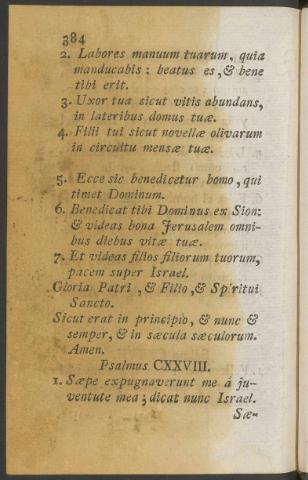 384
2. Labores manuum tuarum, quia
manducabis: beatus es, & bene
tibi erit.
3. Uxor tua sicut vitis abundans,
in lateribus domus tuæ.
4. Filii tui sicut novellæ olivarum
in circuitu mensæ tuæ.
5. Ecce sic benedicetur homo, qui
timet Dominum.
6. Benedicat tibi Dominus ex Sion:
& videas bona Jerusalem omni-
bus diebus vitæ tuæ.
7. Et videas filios filiorum tuorum,
pacem super Israel.
Gloria Patri, & Filio, & Sp'ritui
Sancto.
Sicut erat in principio, & nunc &
semper, & in sæcula sæculorum.
Amen.
Psalmus CXXVIII.
1. Sæpe expugnaverunt me á ju-
ventute mea; dicat nunc Israel.
Sæ-